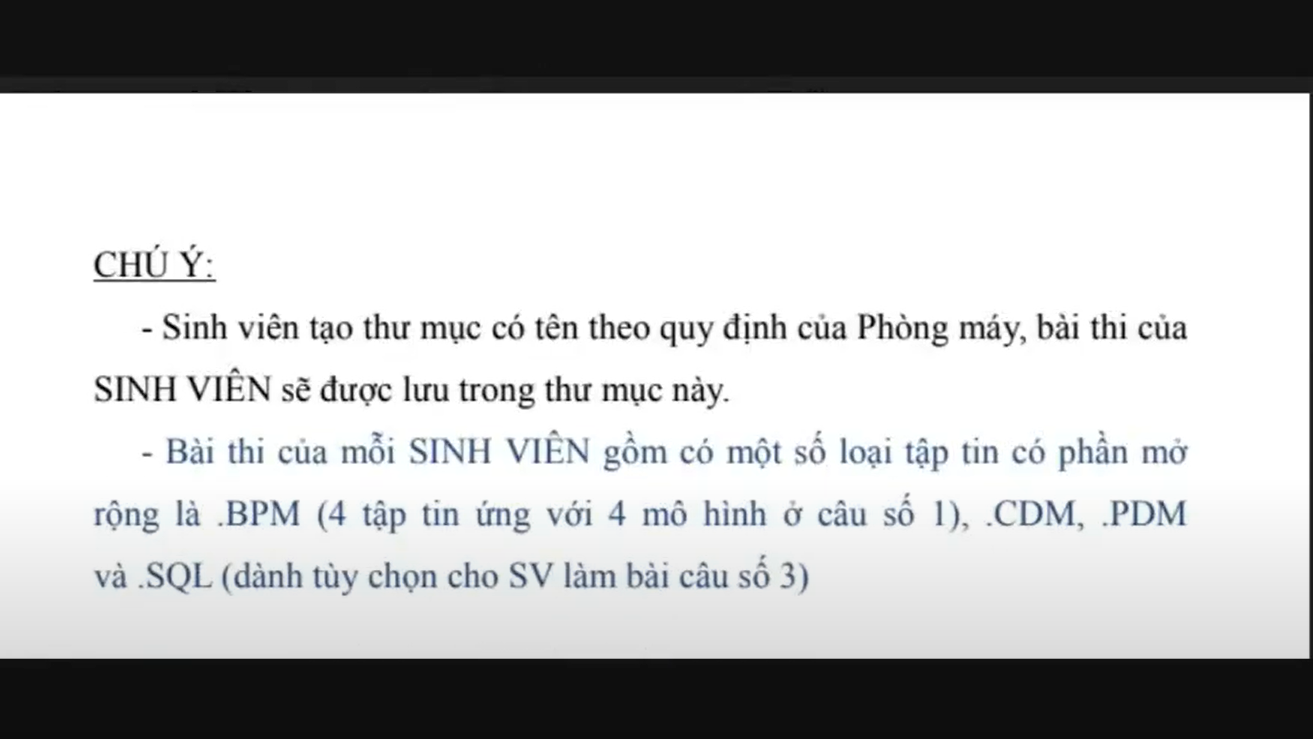 CHÚ Ý:
- Sinh viên tạo thư mục có tên theo quy định của Phòng máy, bài thi của
SINH VIÊN sẽ được lưu trong thư mục này.
- Bài thi của mỗi SINH VIÊN gồm có một số loại tập tin có phần mở
rộng là .BPM (4 tập tin ứng với 4 mô hình ở câu số 1), .CDM, .PDM
và .SQL (dành tùy chọn cho SV làm bài câu số 3)